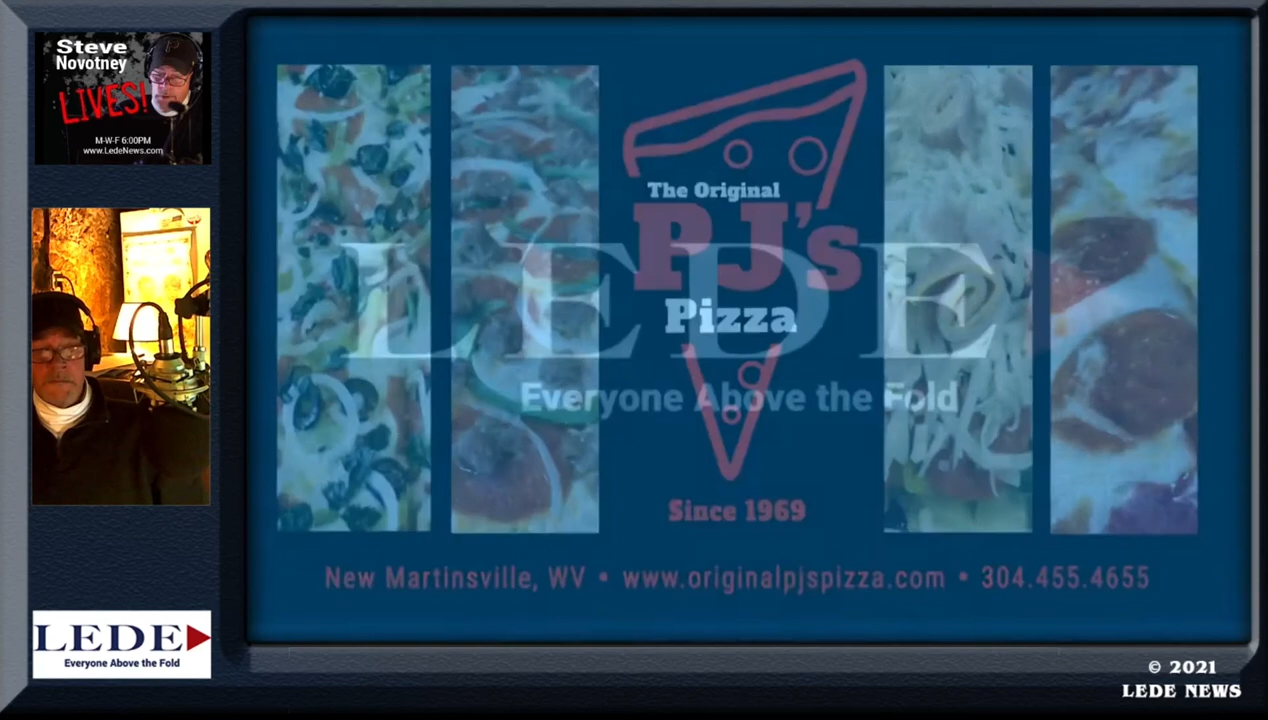 Steve
Novotney
LIVES!
M-W-F 6:00PM
www.LedeNews.com
The Original
PJ's
Pizza
LEDE
Everyone Above the Fold
Since 1969
New Martinsville, WV • www.originalpjspizza.com • 304.455.4655
LEDE
Everyone Above the Fold
© 2021
LEDE NEWS